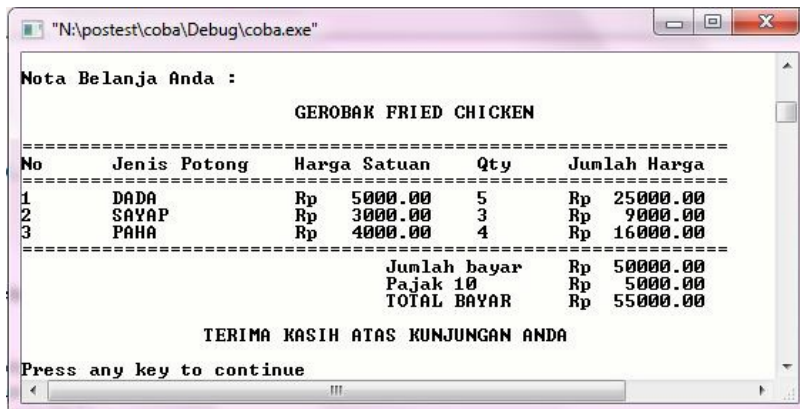 "N:\postest\coba\Debug\coba.exe"
Nota Belanja Anda :
GEROBAK FRIED CHICKEN
=============================================================
No Jenis Potong Harga Satuan Qty Jumlah Harga
=============================================================
1 DADA Rp 5000.00 5 Rp 25000.00
2 SAYAP Rp 3000.00 3 Rp 9000.00
3 PAHA Rp 4000.00 4 Rp 16000.00
=============================================================
Jumlah bayar Rp 50000.00
Pajak 10 Rp 5000.00
TOTAL BAYAR Rp 55000.00
TERIMA KASIH ATAS KUNJUNGAN ANDA
Press any key to continue